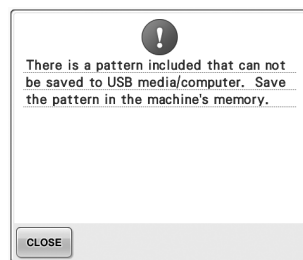 There is a pattern included that can not
be saved to USB media/computer. Save
the pattern in the machine's memory.
CLOSE